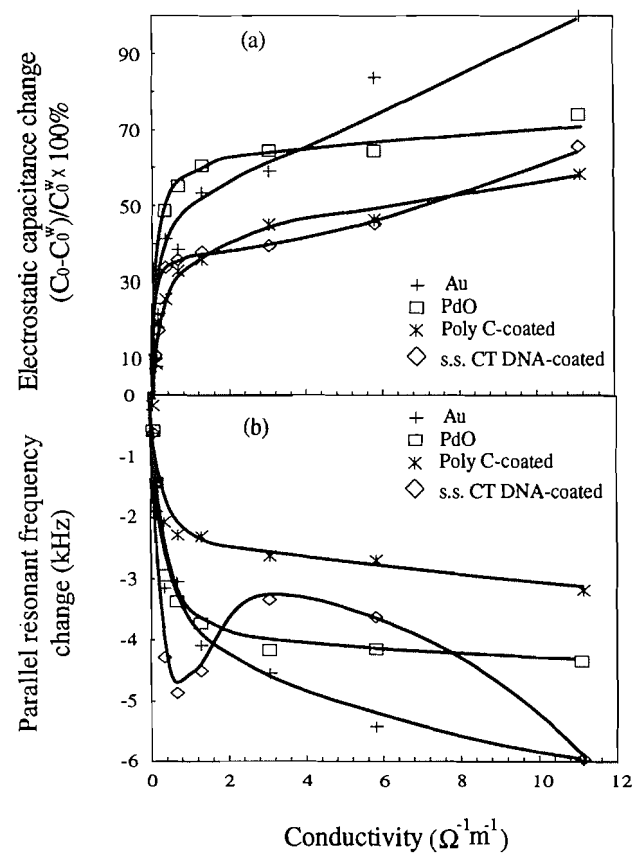 (a)
Electrostatic capacitance change
(C₀-C₀ʷ)/C₀ʷ x 100%
90
70
50
30
10
0
+ Au
□ PdO
Poly C-coated
◇ s.s. CT DNA-coated
(b)
Parallel resonant frequency
change (kHz)
-1
-2
-3
-4
-5
-6
+ Au
□ PdO
Poly C-coated
◇ s.s. CT DNA-coated
0 2 4 6 8 10 12
Conductivity (Ω⁻¹m⁻¹)